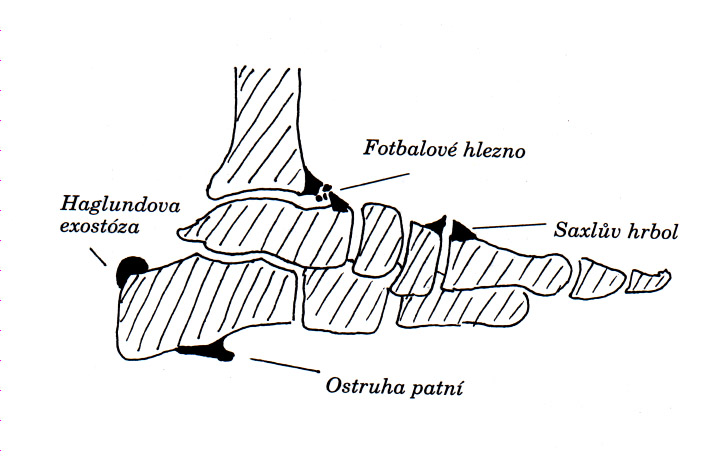 Fotbalové hlezno
Haglundova
exostóza
Saxlův hrbol
Ostruha patní